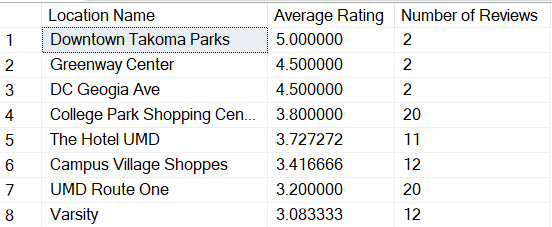 Location Name Average Rating Number of Reviews
1 Downtown Takoma Parks 5.000000 2
2 Greenway Center 4.500000 2
3 DC Geogia Ave 4.500000 2
4 College Park Shopping Cen... 3.800000 20
5 The Hotel UMD 3.727272 11
6 Campus Village Shoppes 3.416666 12
7 UMD Route One 3.200000 20
8 Varsity 3.083333 12